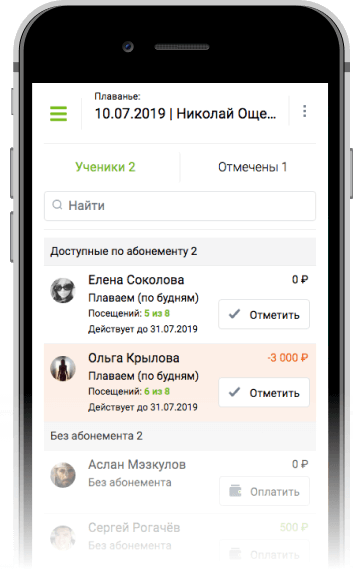 Плаванье:
10.07.2019 | Николай Още...
Ученики 2
Отмечены 1
Найти
Доступные по абонементу 2
Елена Соколова 0 ₽
Плаваем (по будням)
Посещений: 5 из 8
Отметить
Действует до 31.07.2019
Ольга Крылова -3 000 ₽
Плаваем (по будням)
Посещений: 6 из 8
Отметить
Действует до 31.07.2019
Без абонемента 2
Аслан Мэзкулов 0 ₽
Без абонемента
Оплатить
Сергей Рогачёв 500 ₽
Без абонемента
Оплатить